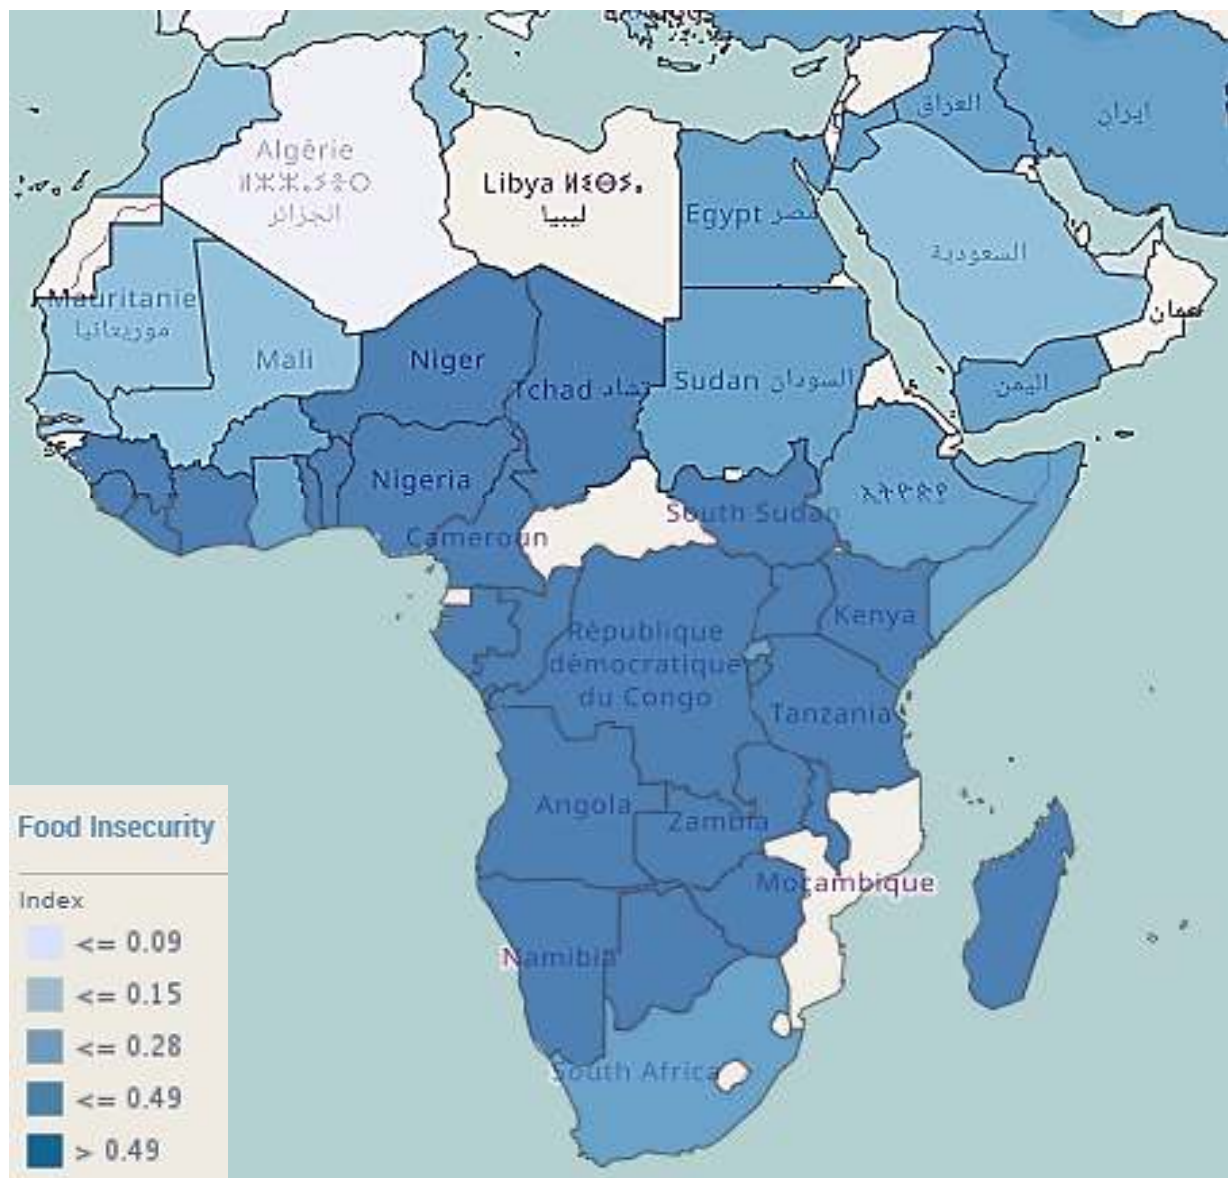 العراق
ایران
Algérie
ⵍⵣⵣⴰⵢⴻⵔ
الجزائر
Libya ⵍⵉⴱⵢⴰ
ليبيا
Egypt مصر
السعودية
Mauritanie
موريتانيا
عمان
Mali
Niger
Tchad تشاد
Sudan السودان
اليمن
Nigeria
ኢትዮጵያ
South Sudan
Cameroun
Kenya
République
démocratique
du Congo
Tanzania
Angola
Zambia
Moçambique
Namibia
South Africa
Food Insecurity
Index
<= 0.09
<= 0.15
<= 0.28
<= 0.49
> 0.49